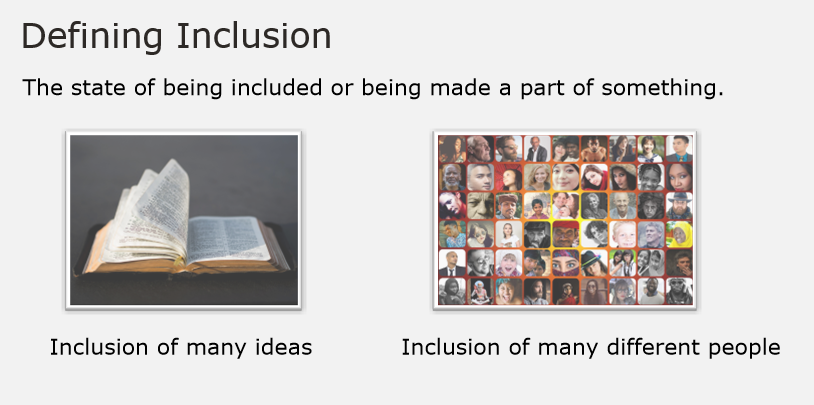 Defining Inclusion
The state of being included or being made a part of something.
Inclusion of many ideas
Inclusion of many different people